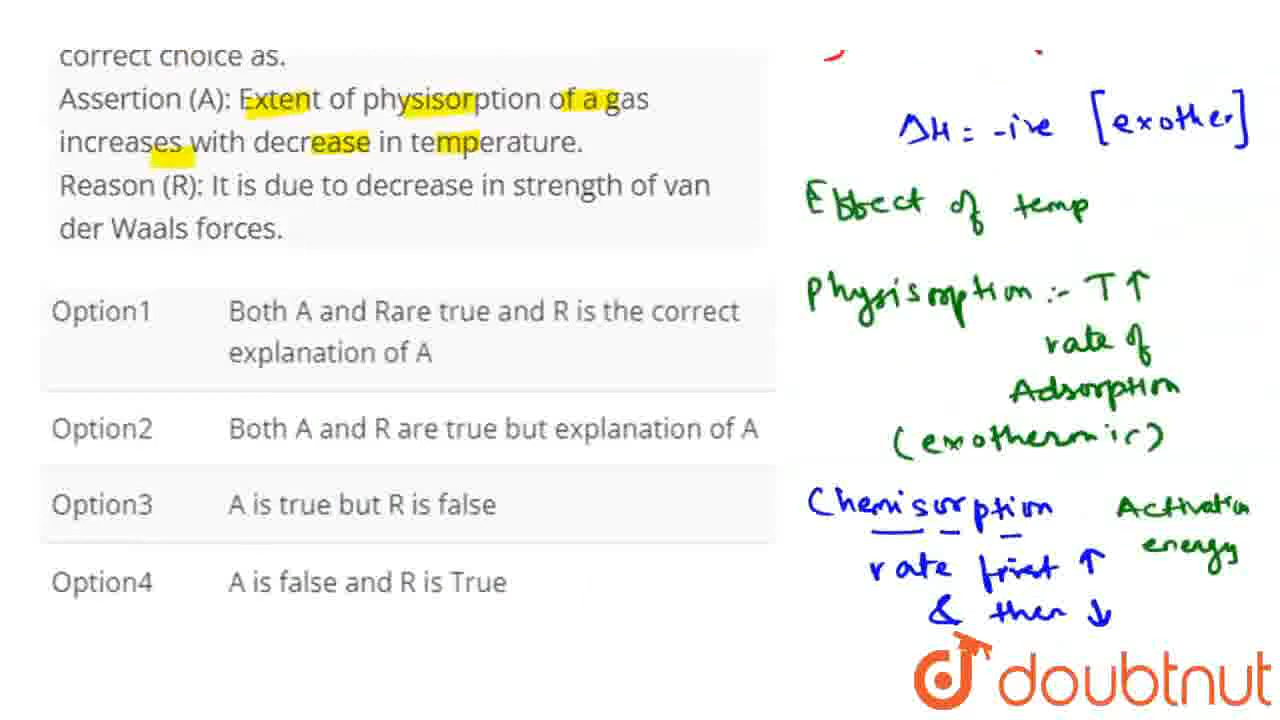 correct choice as.
Assertion (A): Extent of physisorption of a gas
increases with decrease in temperature.
Reason (R): It is due to decrease in strength of van
der Waals forces.
Option1 Both A and Rare true and R is the correct
explanation of A
Option2 Both A and R are true but explanation of A
Option3 A is true but R is false
Option4 A is false and R is True
ΔH = -ive [exother]
Effect of temp
Physisorption :- T ↑
rate of
Adsorption
(exothermic)
Chemisorption
Activation
energy
rate first ↑
& then ↓
doubtnut